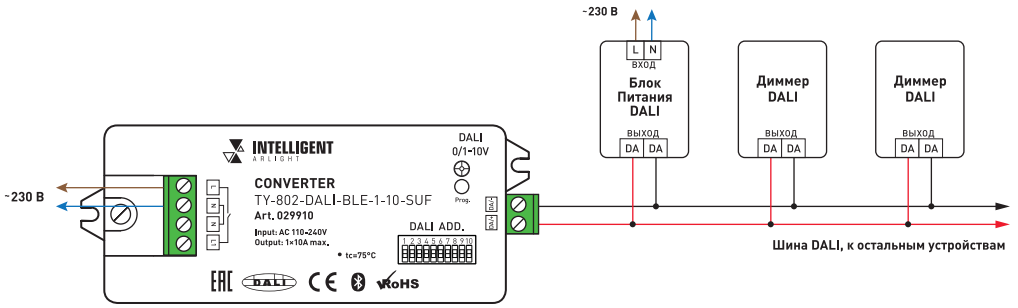 ~230 В
L N
ВХОД
Блок
Питания
DALI
ВЫХОД
DA DA
Диммер
DALI
ВЫХОД
DA DA
Диммер
DALI
ВЫХОД
DA DA
INTELLIGENT
ARLIGHT
DALI
0/1-10V
Prog.
~230 В
L
N
N
L'
CONVERTER
TY-802-DALI-BLE-1-10-SUF
Art. 029910
Input: AC 110-240V
Output: 1×10A max.
• tc=75°C
DALI ADD.
1 2 3 4 5 6 7 8 9 10
EAC DALI CE RoHS
Шина DALI, к остальным устройствам